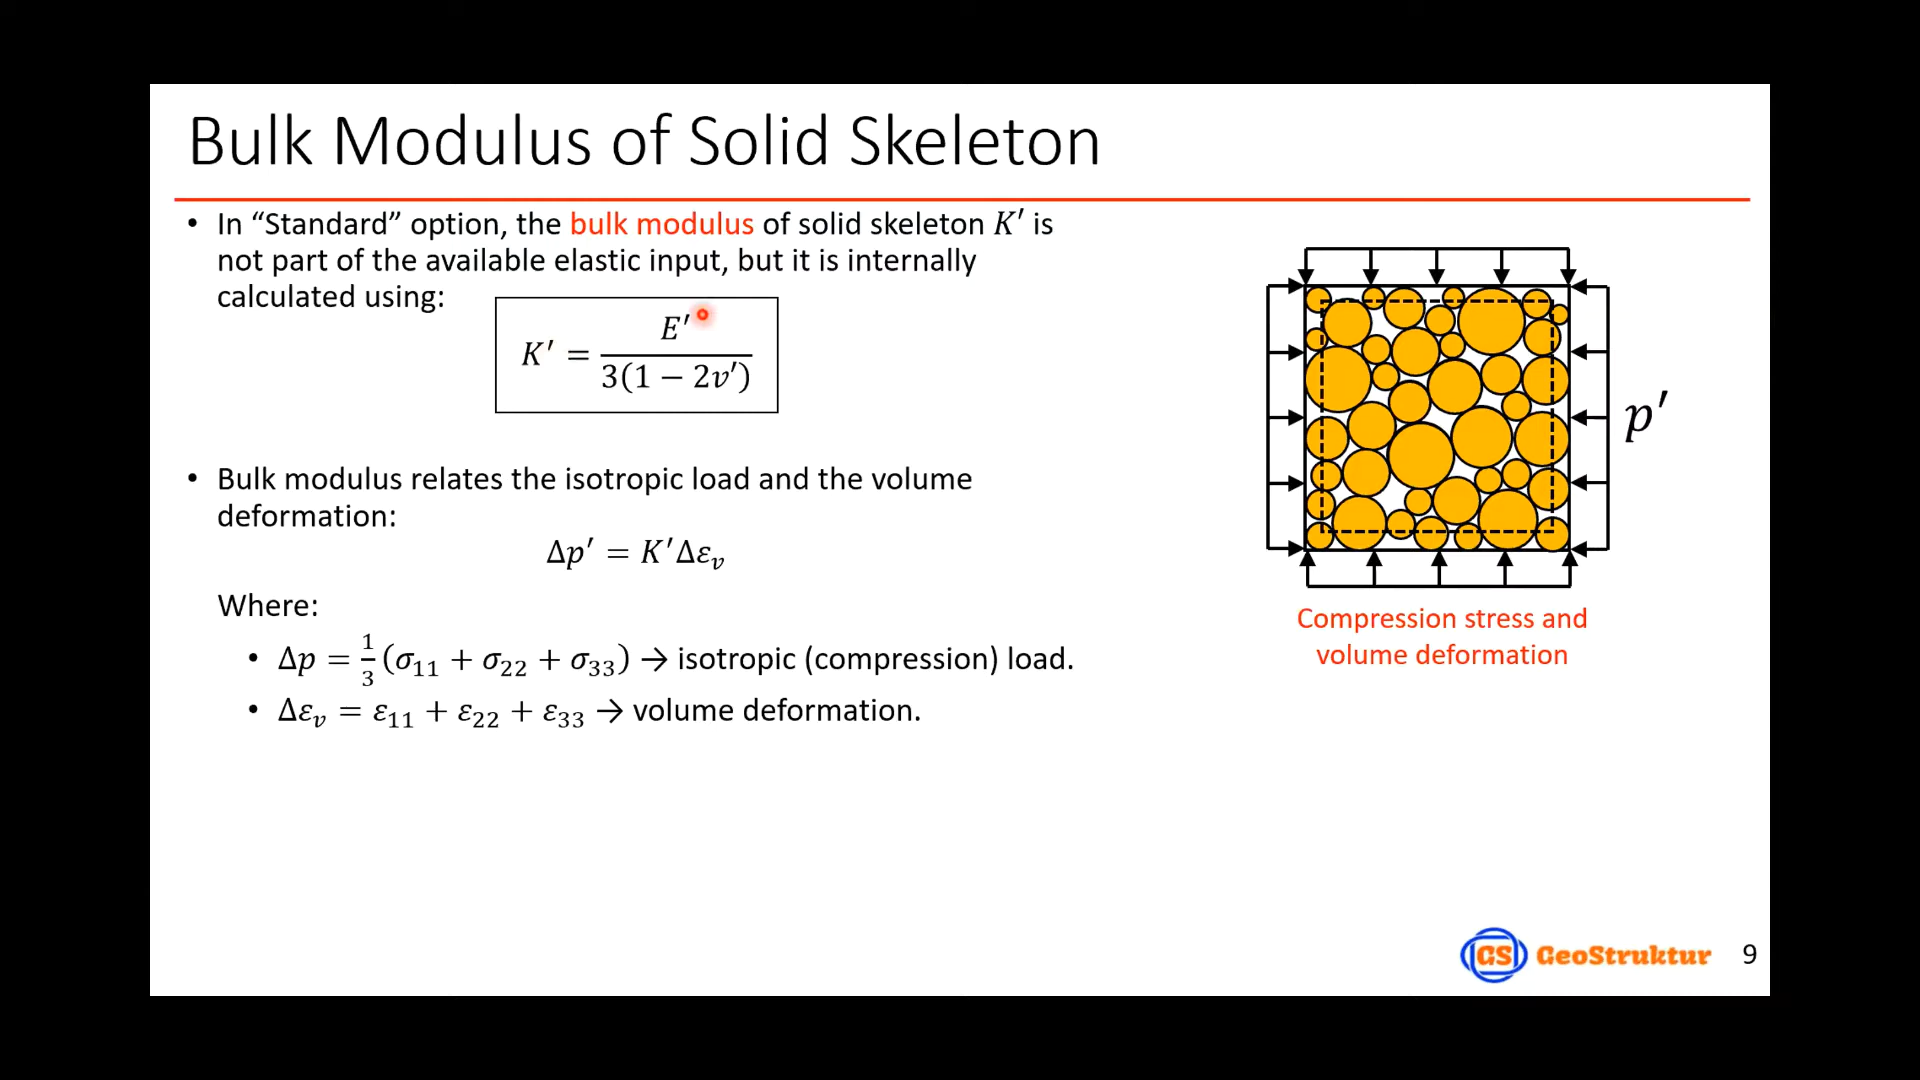 Bulk Modulus of Solid Skeleton
• In “Standard” option, the bulk modulus of solid skeleton K′ is
not part of the available elastic input, but it is internally
calculated using:
K′ = E′ / 3(1 − 2v′)
• Bulk modulus relates the isotropic load and the volume
deformation:
Δp′ = K′Δε_v
Where:
• Δp = 1/3 (σ₁₁ + σ₂₂ + σ₃₃) → isotropic (compression) load.
• Δε_v = ε₁₁ + ε₂₂ + ε₃₃ → volume deformation.
p′
Compression stress and
volume deformation
GS GeoStruktur 9